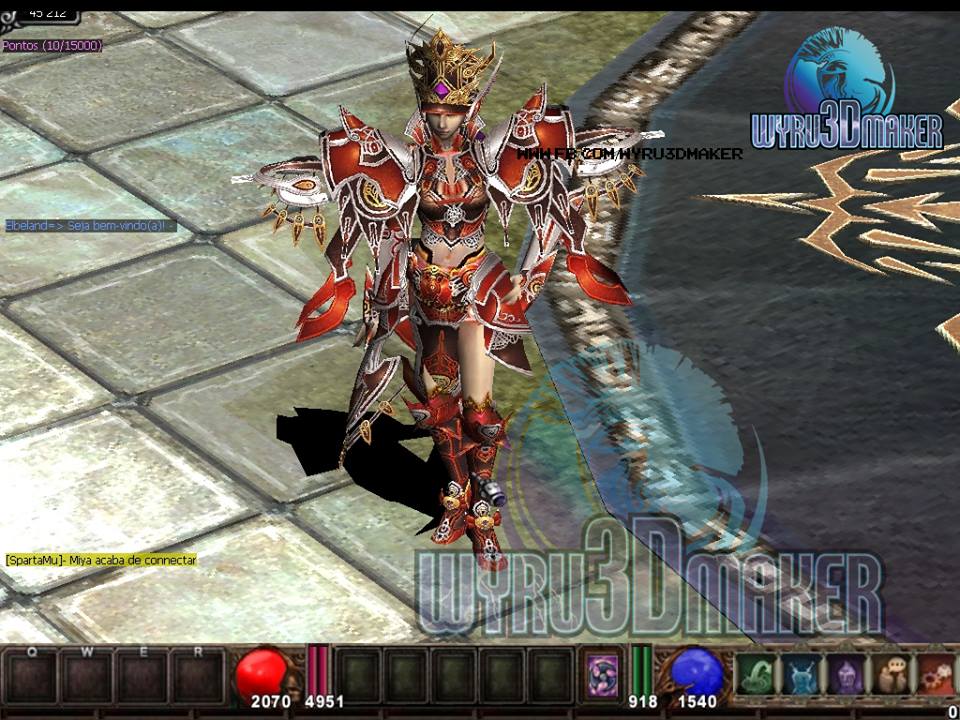 45 212
Pontos (10/15000)
WYRU3DMAKER
WWW.FB.COM/WYRU3DMAKER
Elbeland=> Seja bem-vindo(a)! -
[SpartaMu]- Miya acaba de connectar
WYRU3DMAKER
Q W E R
2070 4951 918 1540
0